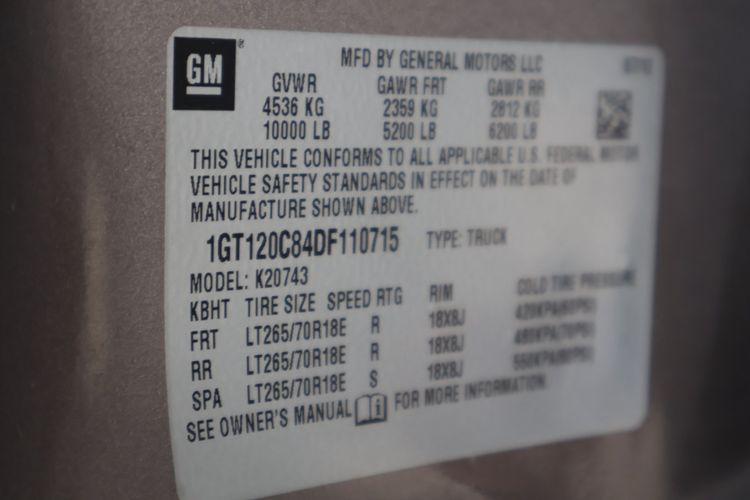 GM
MFD BY GENERAL MOTORS LLC
GVWR GAWR FRT GAWR RR
4536 KG 2359 KG 2812 KG
10000 LB 5200 LB 6200 LB
THIS VEHICLE CONFORMS TO ALL APPLICABLE U.S. FEDERAL MOTOR
VEHICLE SAFETY STANDARDS IN EFFECT ON THE DATE OF
MANUFACTURE SHOWN ABOVE.
1GT120C84DF110715 TYPE: TRUCK
MODEL: K20743
KBHT TIRE SIZE SPEED RTG RIM COLD TIRE PRESSURE
FRT LT265/70R18E R 18X8J
RR LT265/70R18E R 18X8J
SPA LT265/70R18E S 18X8J
SEE OWNER'S MANUAL FOR MORE INFORMATION